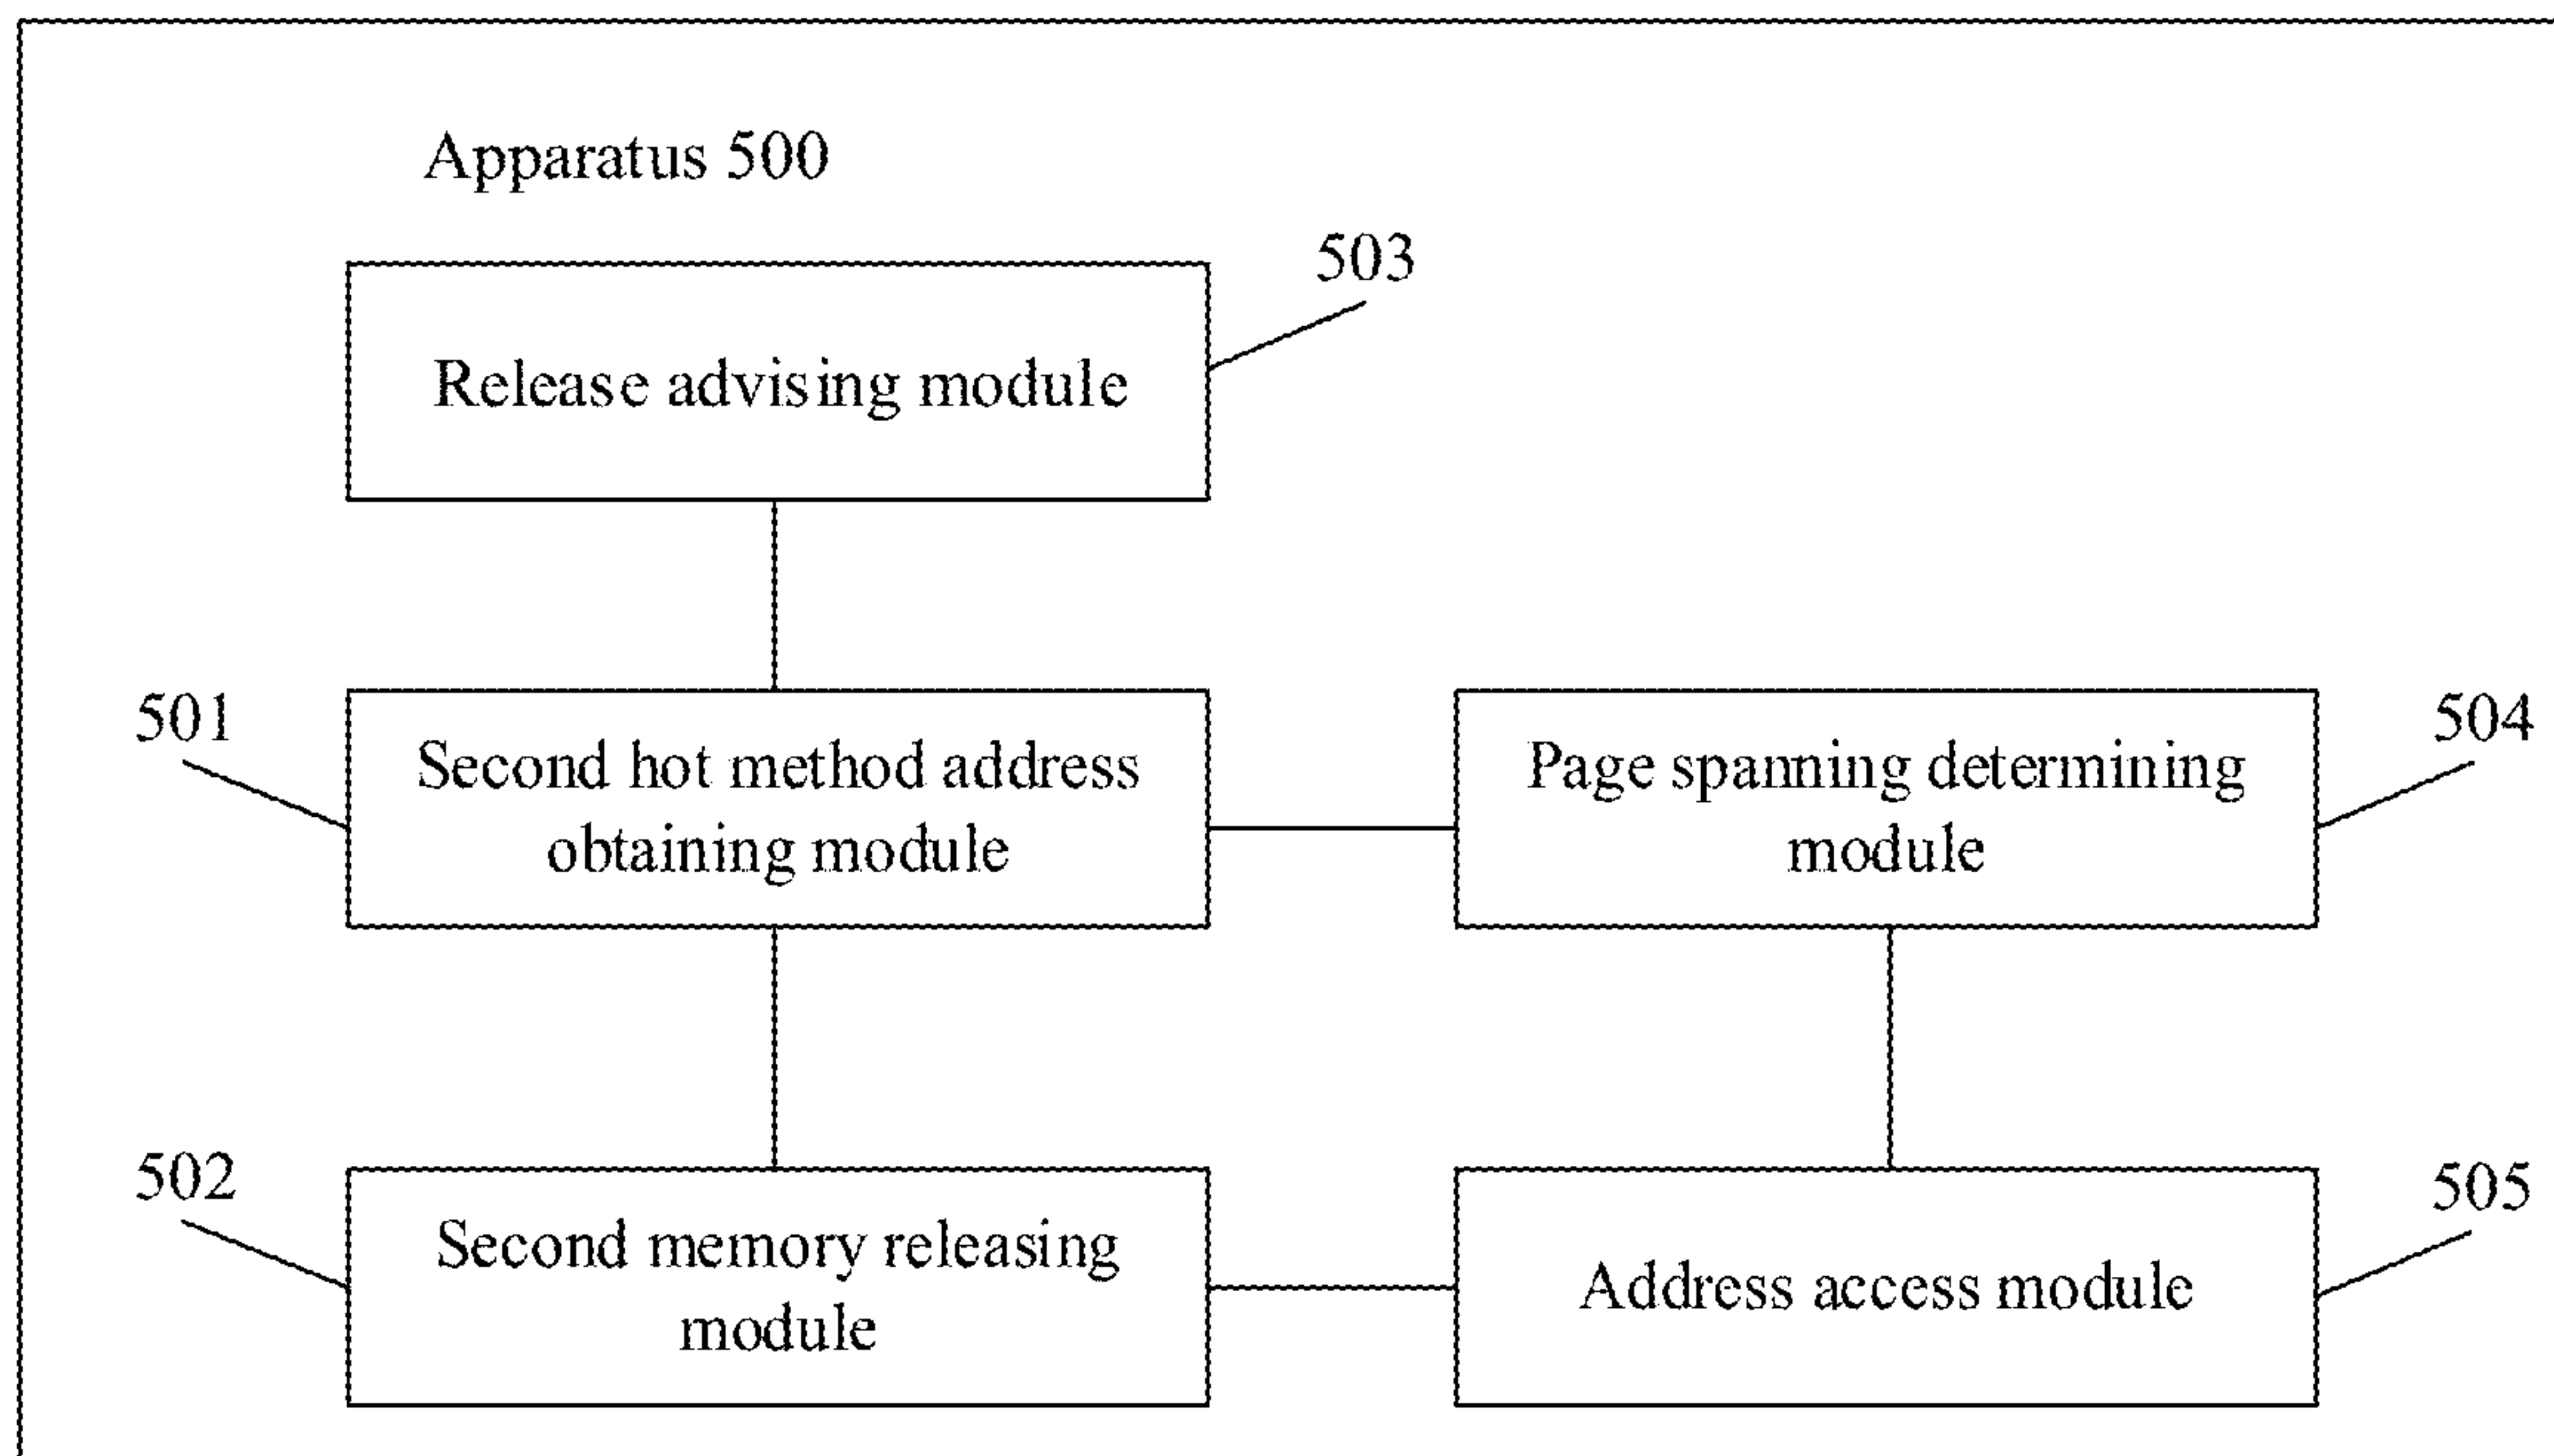 Apparatus 500
503
Release advising module
501
Second hot method address
obtaining module
504
Page spanning determining
module
502
Second memory releasing
module
505
Address access module